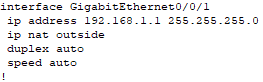 interface GigabitEthernet0/0/1
ip address 192.168.1.1 255.255.255.0
ip nat outside
duplex auto
speed auto
!